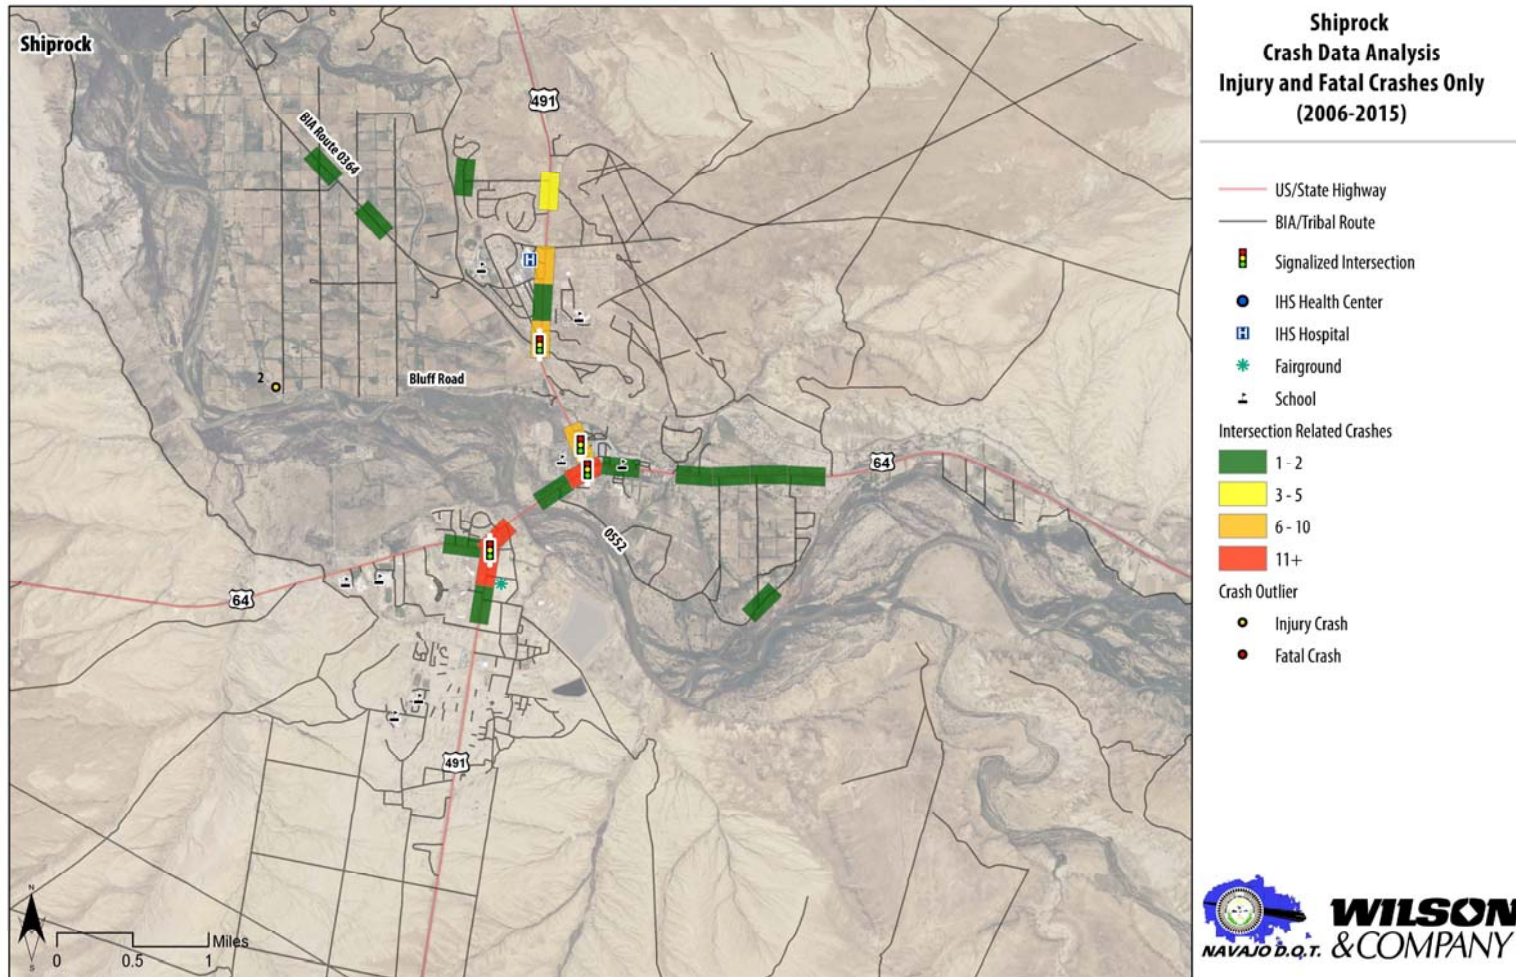 Shiprock
491
BIA Route 0364
2
Bluff Road
64
0552
64
491
N
S
Miles
0 0.5 1
Shiprock
Crash Data Analysis
Injury and Fatal Crashes Only
(2006-2015)
US/State Highway
BIA/Tribal Route
Signalized Intersection
IHS Health Center
H IHS Hospital
Fairground
School
Intersection Related Crashes
1 - 2
3 - 5
6 - 10
11+
Crash Outlier
Injury Crash
Fatal Crash
NAVAJO D.O.T.
WILSON
&COMPANY